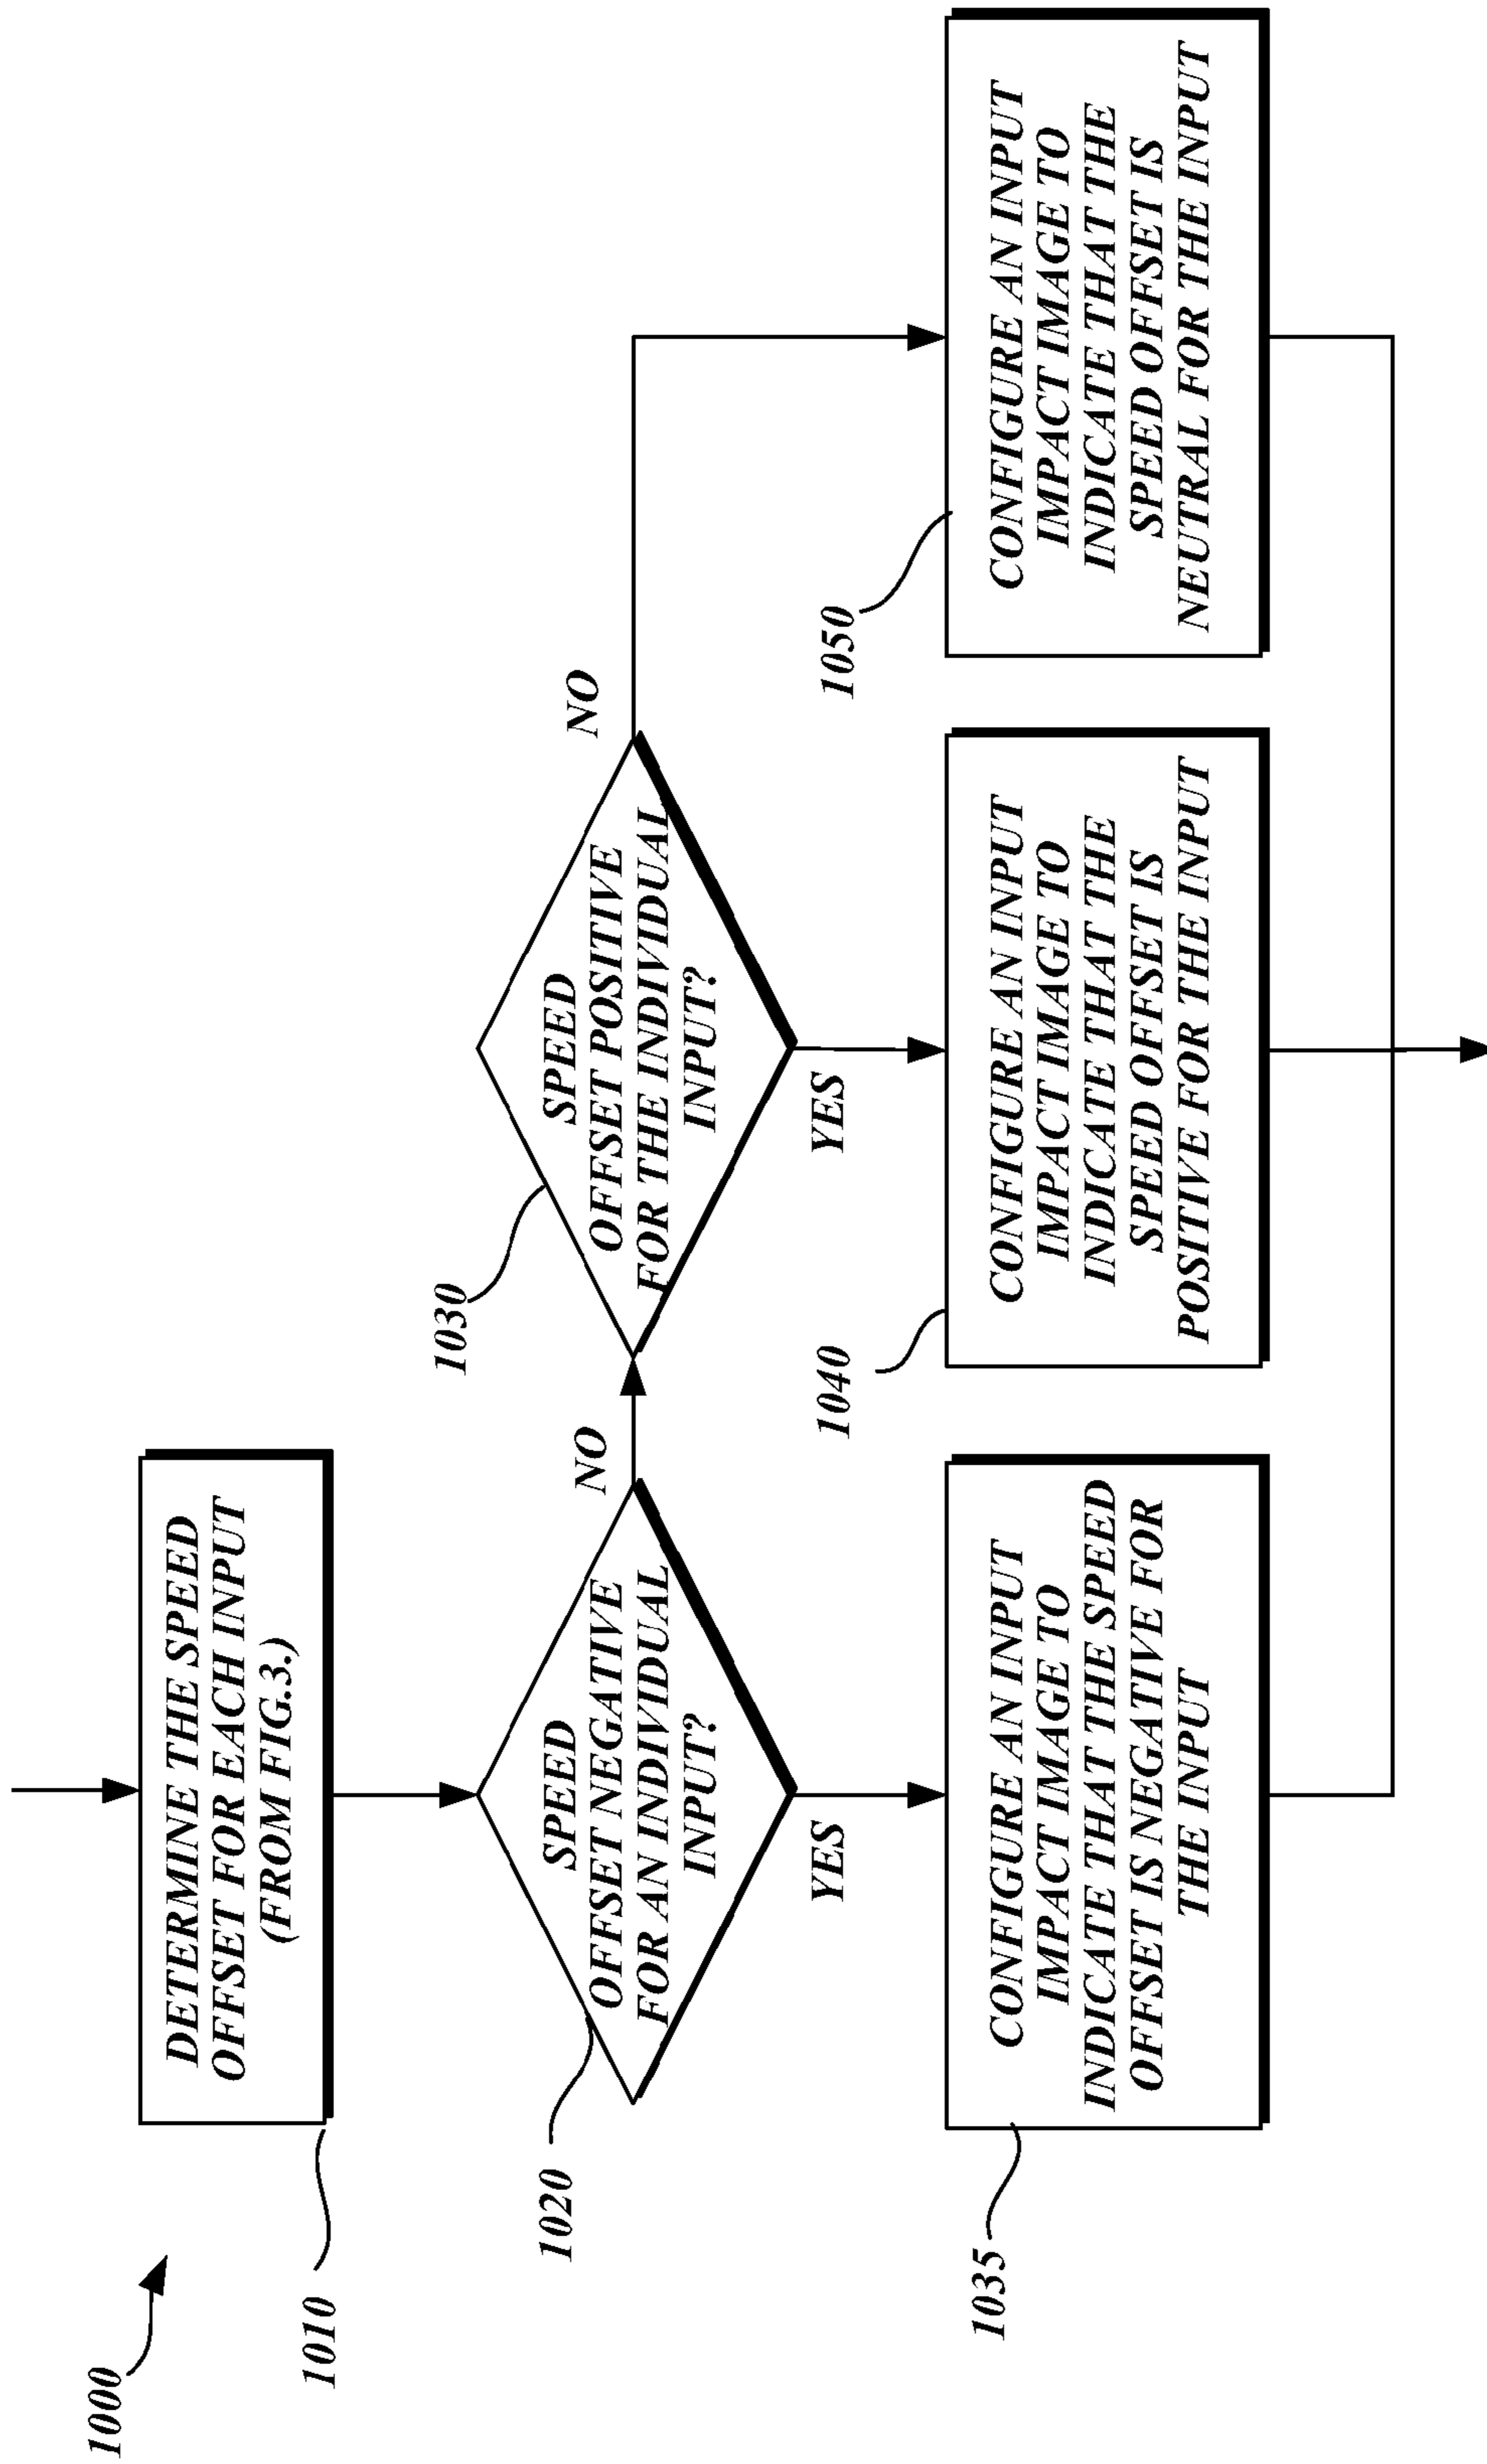 1000
1010
DETERMINE THE SPEED
OFFSET FOR EACH INPUT
(FROM FIG.3.)
1020
SPEED
OFFSET NEGATIVE
FOR AN INDIVIDUAL
INPUT?
NO
YES
1030
SPEED
OFFSET POSITIVE
FOR THE INDIVIDUAL
INPUT?
NO
YES
1035
CONFIGURE AN INPUT
IMPACT IMAGE TO
INDICATE THAT THE SPEED
OFFSET IS NEGATIVE FOR
THE INPUT
1040
CONFIGURE AN INPUT
IMPACT IMAGE TO
INDICATE THAT THE
SPEED OFFSET IS
POSITIVE FOR THE INPUT
1050
CONFIGURE AN INPUT
IMPACT IMAGE TO
INDICATE THAT THE
SPEED OFFSET IS
NEUTRAL FOR THE INPUT